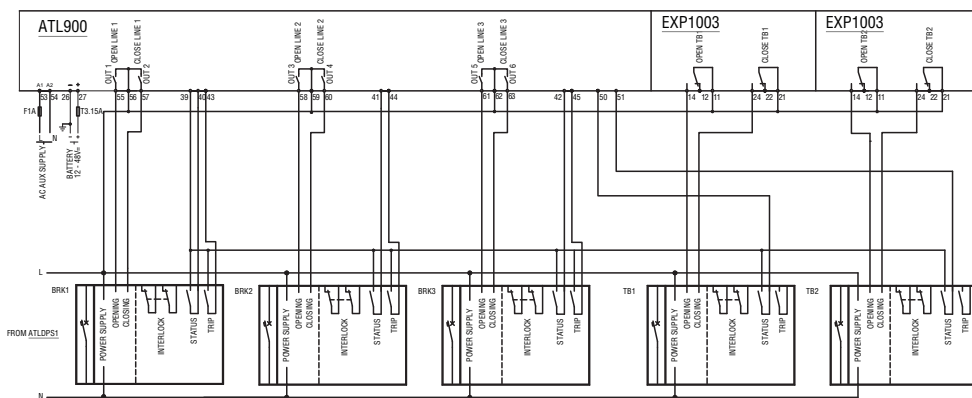 ATL900
EXP1003
EXP1003
OUT 1
OPEN LINE 1
CLOSE LINE 1
OUT 2
OUT 3
OPEN LINE 2
CLOSE LINE 2
OUT 4
OUT 5
OPEN LINE 3
CLOSE LINE 3
OUT 6
OPEN TB1
CLOSE TB1
OPEN TB2
CLOSE TB2
A1 A2 - +
53 54 26 27 55 56 57 39 40 43 58 59 60 41 44 61 62 63 42 45 50 51 14 12 11 24 22 21 14 12 11 24 22 21
F1A
T3.15A
L N
- +
AC AUX SUPPLY
BATTERY
12 - 48V=
L
BRK1
BRK2
BRK3
TB1
TB2
FROM ATLDPS1
POWER SUPPLY
OPENING
CLOSING
INTERLOCK
STATUS
TRIP
POWER SUPPLY
OPENING
CLOSING
INTERLOCK
STATUS
TRIP
POWER SUPPLY
OPENING
CLOSING
INTERLOCK
STATUS
TRIP
POWER SUPPLY
OPENING
CLOSING
INTERLOCK
STATUS
TRIP
POWER SUPPLY
OPENING
CLOSING
INTERLOCK
STATUS
TRIP
N